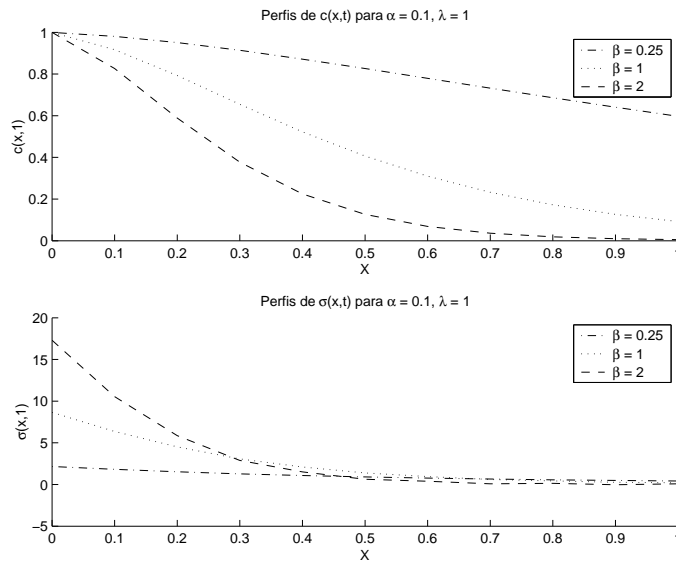 Perfis de c(x,t) para α = 0.1, λ = 1
1
0.8
0.6
0.4
0.2
0
c(x,1)
β = 0.25
β = 1
β = 2
0 0.1 0.2 0.3 0.4 0.5 0.6 0.7 0.8 0.9 1
X
Perfis de σ(x,t) para α = 0.1, λ = 1
20
15
10
5
0
−5
σ(x,1)
β = 0.25
β = 1
β = 2
0 0.1 0.2 0.3 0.4 0.5 0.6 0.7 0.8 0.9 1
X